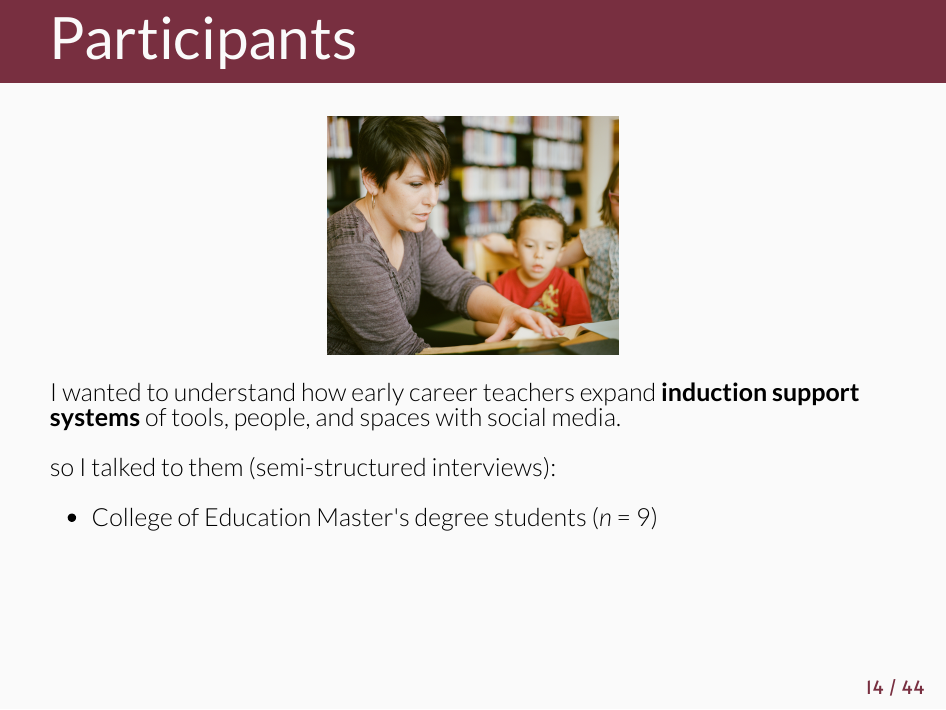 Participants
I wanted to understand how early career teachers expand induction support
systems of tools, people, and spaces with social media.
so I talked to them (semi-structured interviews):
• College of Education Master's degree students (n = 9)
14 / 44